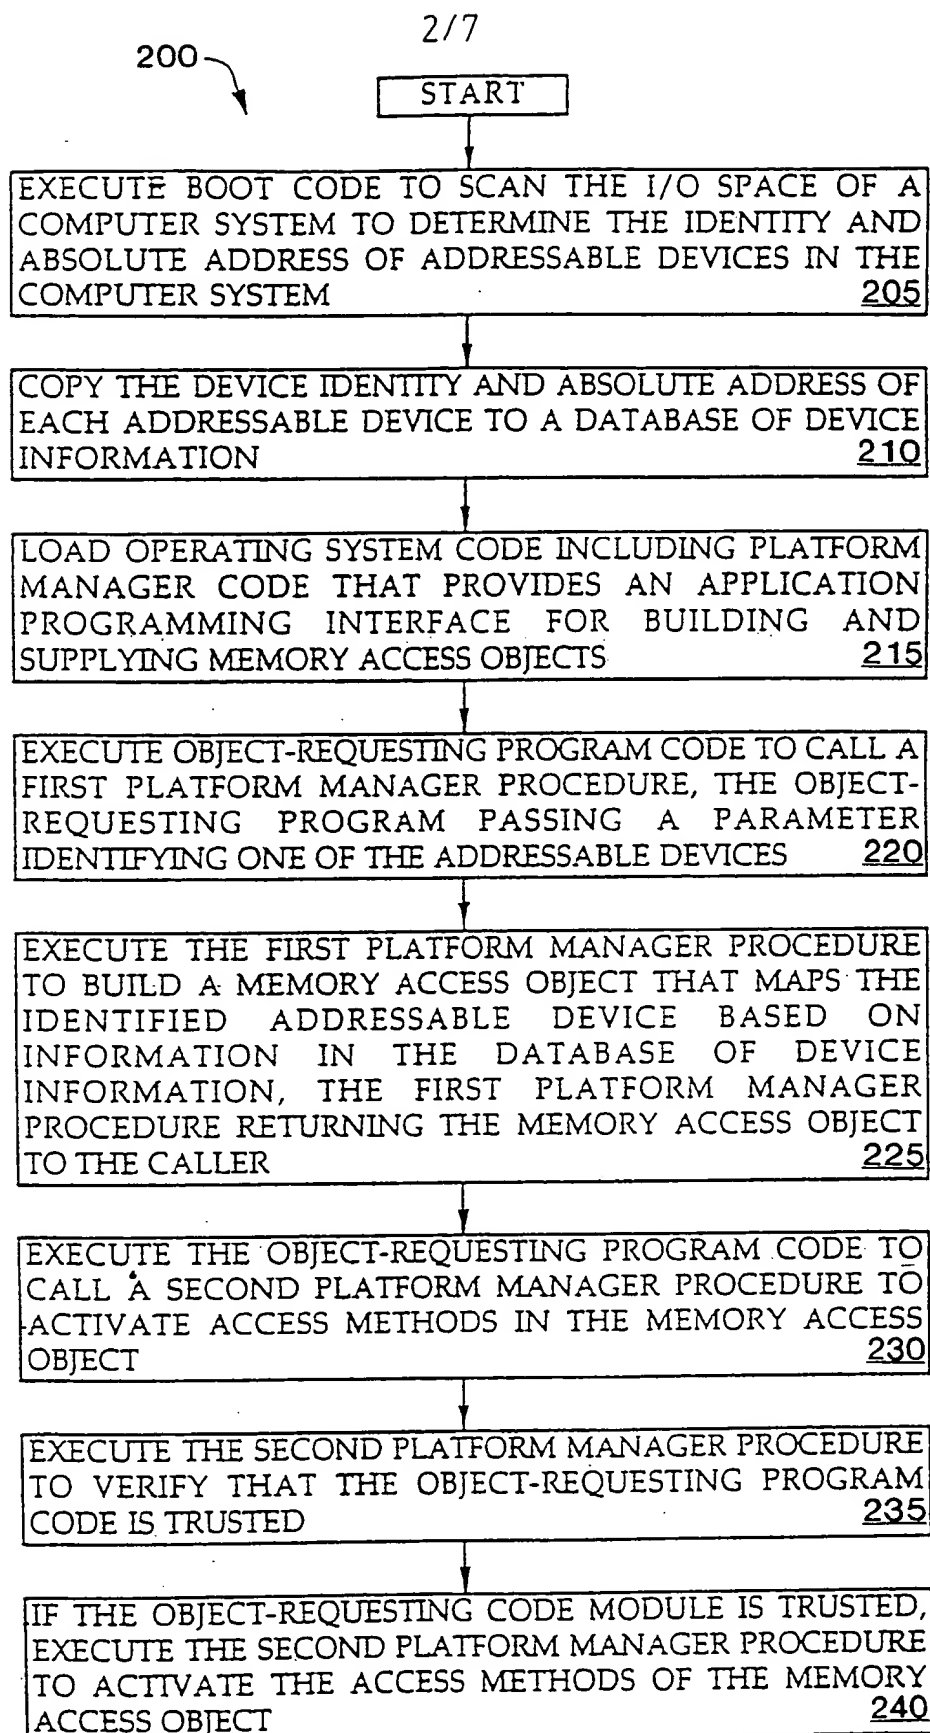 2/7
200
START
EXECUTE BOOT CODE TO SCAN THE I/O SPACE OF A
COMPUTER SYSTEM TO DETERMINE THE IDENTITY AND
ABSOLUTE ADDRESS OF ADDRESSABLE DEVICES IN THE
COMPUTER SYSTEM 205
COPY THE DEVICE IDENTITY AND ABSOLUTE ADDRESS OF
EACH ADDRESSABLE DEVICE TO A DATABASE OF DEVICE
INFORMATION 210
LOAD OPERATING SYSTEM CODE INCLUDING PLATFORM
MANAGER CODE THAT PROVIDES AN APPLICATION
PROGRAMMING INTERFACE FOR BUILDING AND
SUPPLYING MEMORY ACCESS OBJECTS 215
EXECUTE OBJECT-REQUESTING PROGRAM CODE TO CALL A
FIRST PLATFORM MANAGER PROCEDURE, THE OBJECT-
REQUESTING PROGRAM PASSING A PARAMETER
IDENTIFYING ONE OF THE ADDRESSABLE DEVICES 220
EXECUTE THE FIRST PLATFORM MANAGER PROCEDURE
TO BUILD A MEMORY ACCESS OBJECT THAT MAPS THE
IDENTIFIED ADDRESSABLE DEVICE BASED ON
INFORMATION IN THE DATABASE OF DEVICE
INFORMATION, THE FIRST PLATFORM MANAGER
PROCEDURE RETURNING THE MEMORY ACCESS OBJECT
TO THE CALLER 225
EXECUTE THE OBJECT-REQUESTING PROGRAM CODE TO
CALL A SECOND PLATFORM MANAGER PROCEDURE TO
ACTIVATE ACCESS METHODS IN THE MEMORY ACCESS
OBJECT 230
EXECUTE THE SECOND PLATFORM MANAGER PROCEDURE
TO VERIFY THAT THE OBJECT-REQUESTING PROGRAM
CODE IS TRUSTED 235
IF THE OBJECT-REQUESTING CODE MODULE IS TRUSTED,
EXECUTE THE SECOND PLATFORM MANAGER PROCEDURE
TO ACTIVATE THE ACCESS METHODS OF THE MEMORY
ACCESS OBJECT 240